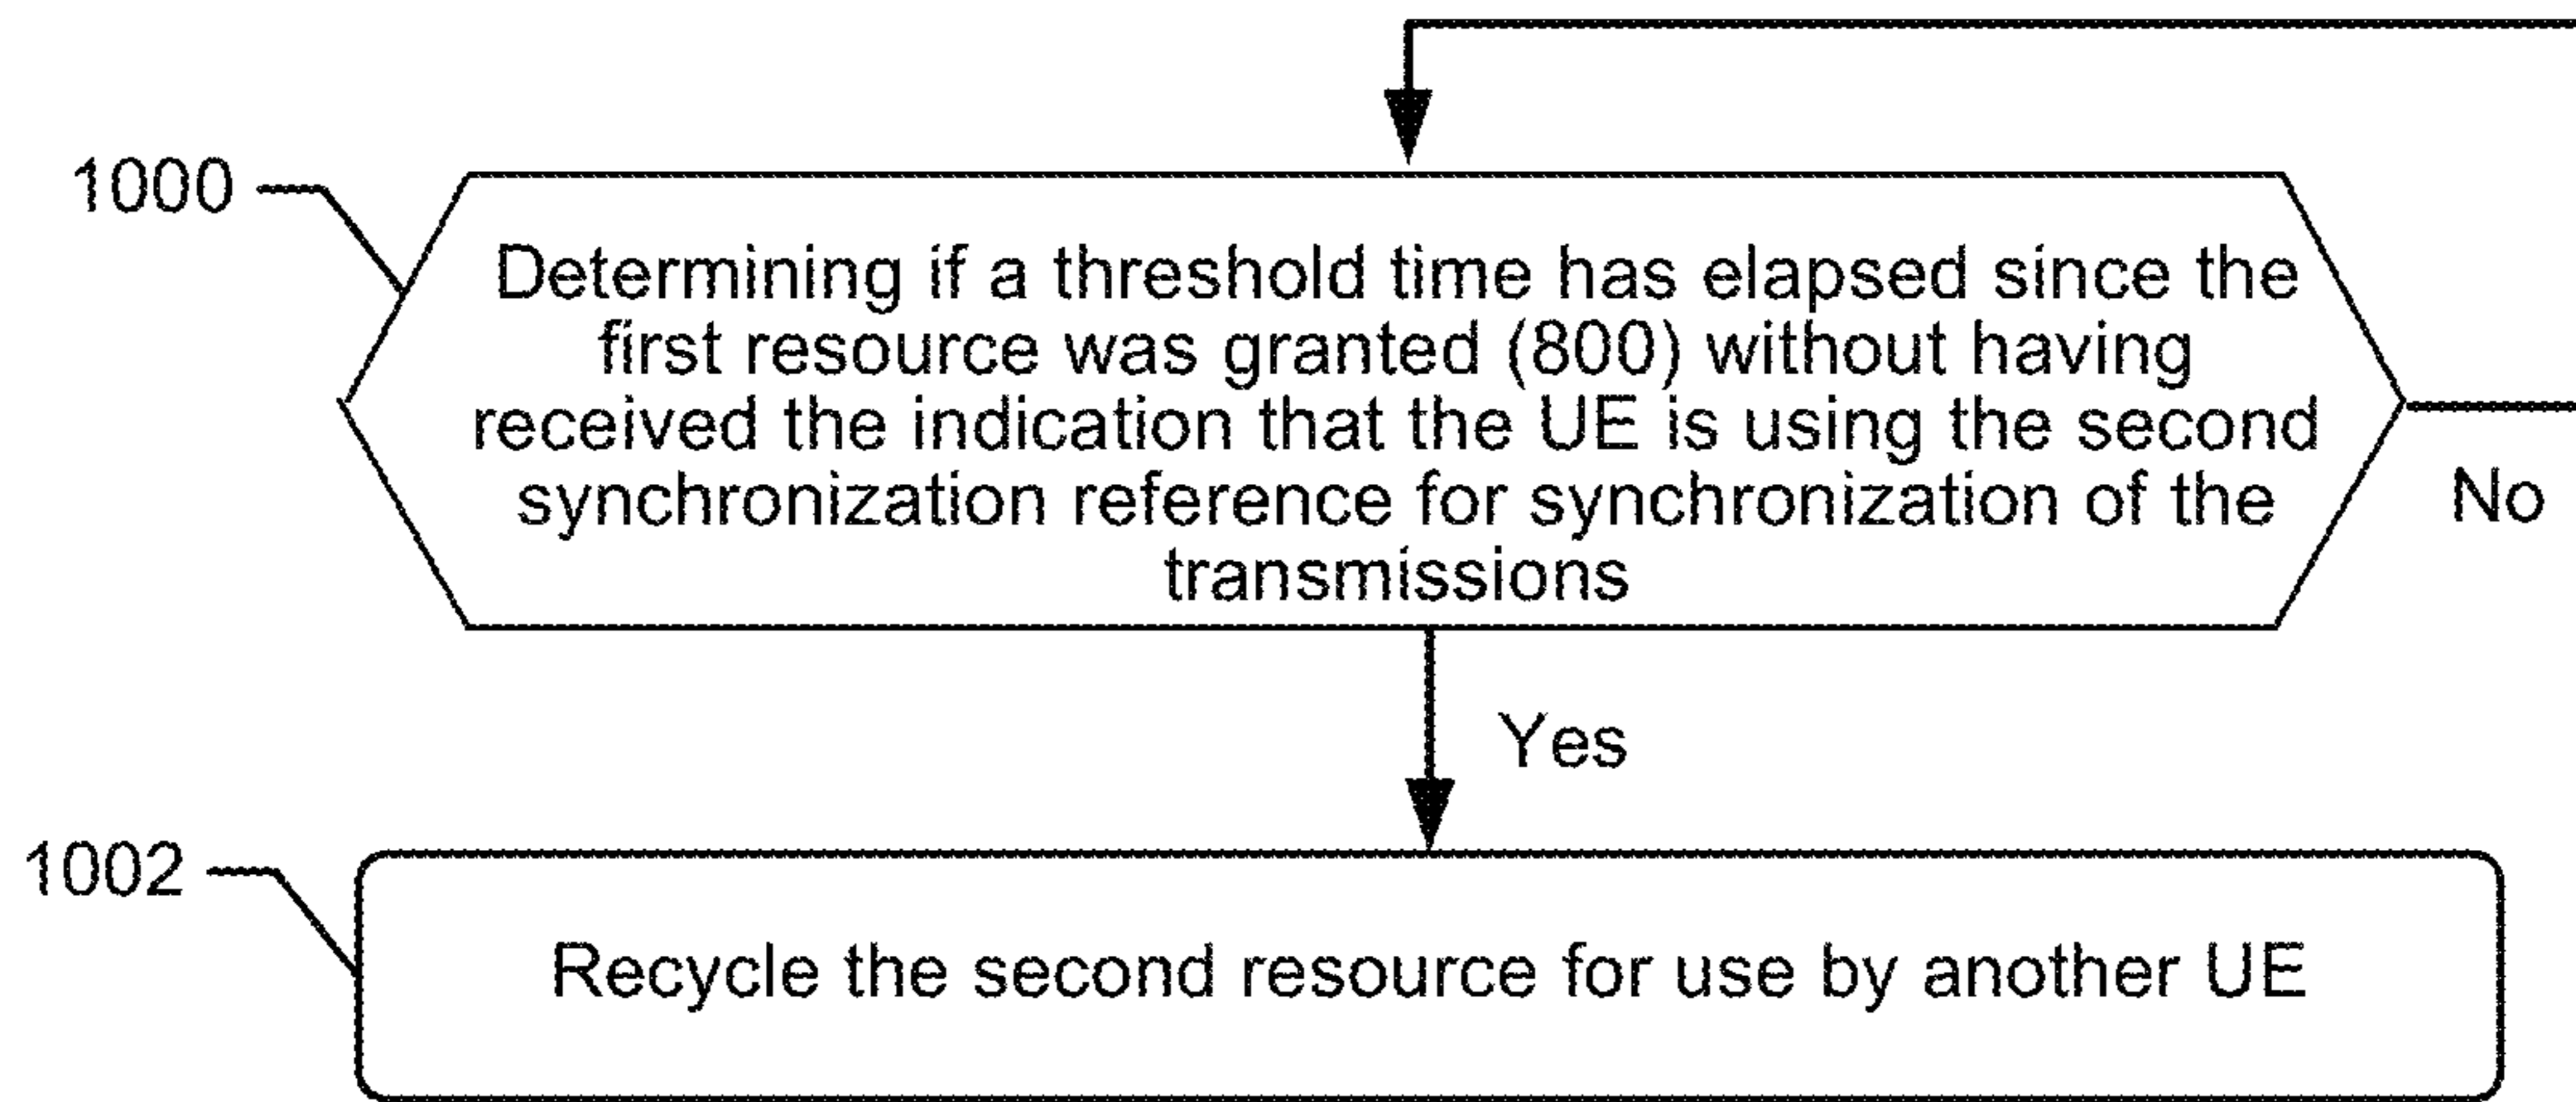 1000
Determining if a threshold time has elapsed since the
first resource was granted (800) without having
received the indication that the UE is using the second
synchronization reference for synchronization of the
transmissions
No
Yes
1002
Recycle the second resource for use by another UE